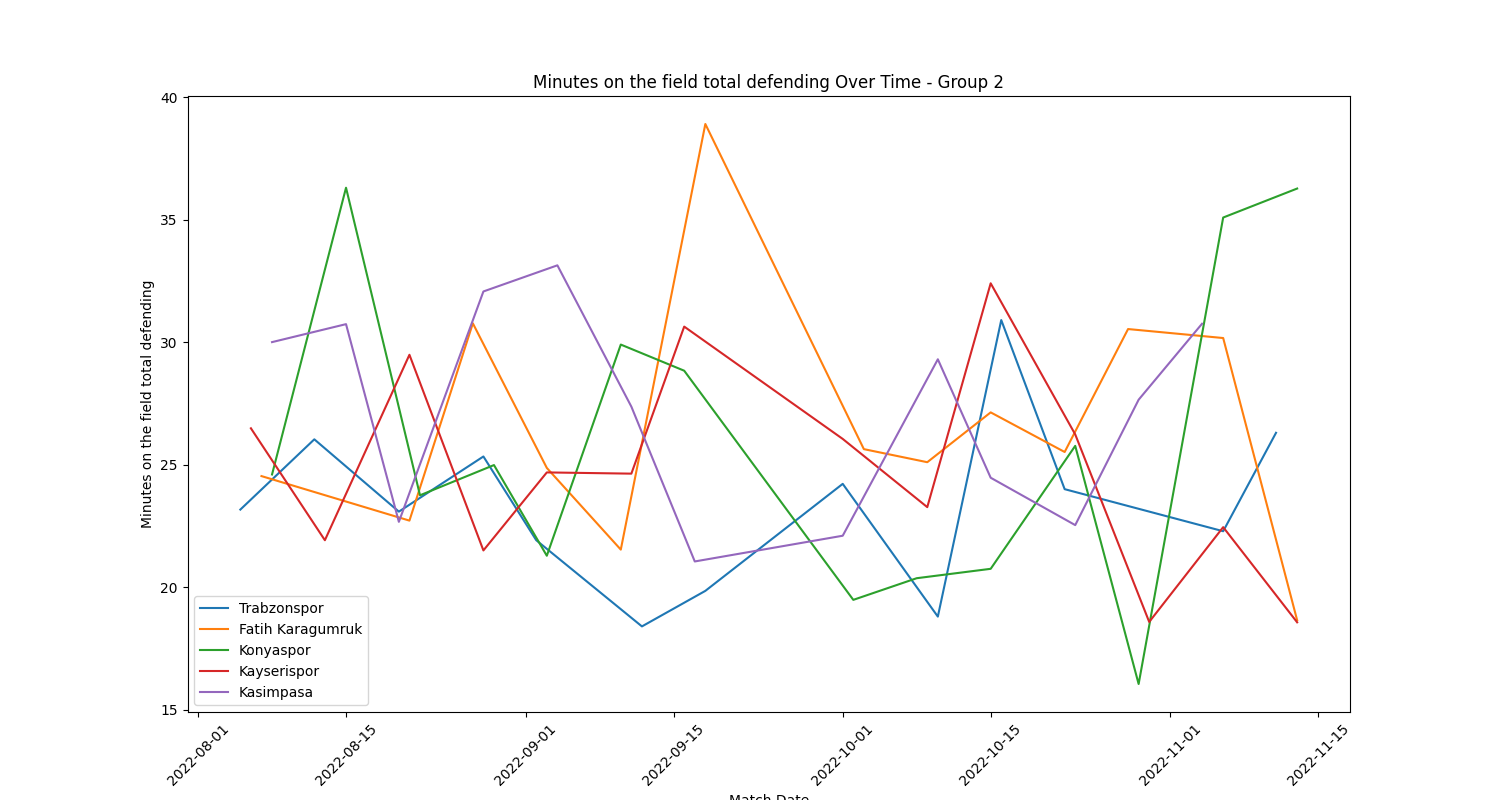 Minutes on the field total defending Over Time - Group 2
Minutes on the field total defending
40
35
30
25
20
15
Trabzonspor
Fatih Karagumruk
Konyaspor
Kayserispor
Kasimpasa
2022-08-01
2022-08-15
2022-09-01
2022-09-15
2022-10-01
2022-10-15
2022-11-01
2022-11-15
Match Date